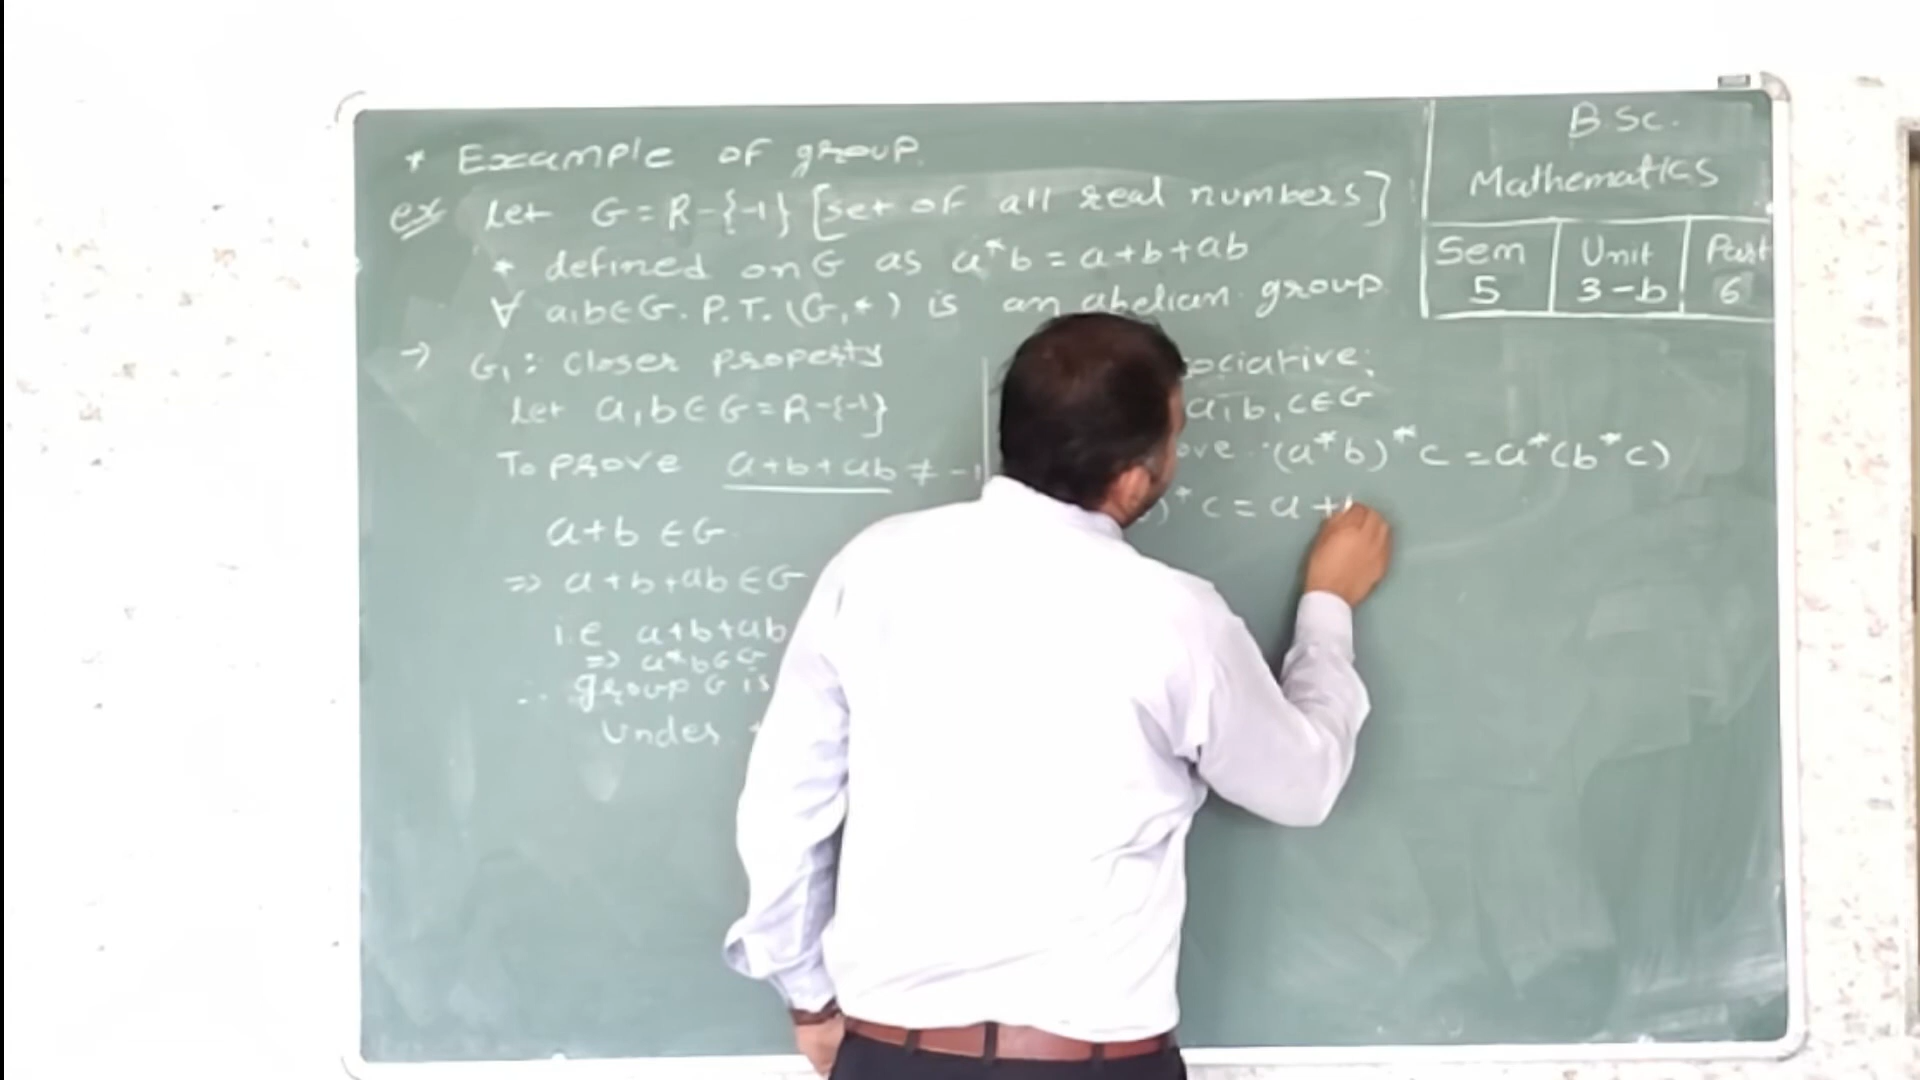 * Example of group.
ex Let G = R-{-1} [set of all real numbers]
* defined on G as a*b = a+b+ab
∀ a,b∈G. P.T. (G,*) is an abelian group
→ G₁: Closer property
Let a,b∈G=R-{-1}
To prove a+b+ab ≠ -1
a+b ∈G.
⇒ a+b+ab∈G
i.e a+b+ab
⇒ a*b∈G
∴ group G is
Under
a,b,c∈G
(a*b)*c = a*(b*c)
)*c = a+
B.Sc.
Mathematics
Sem Unit Part
5 3-b 6